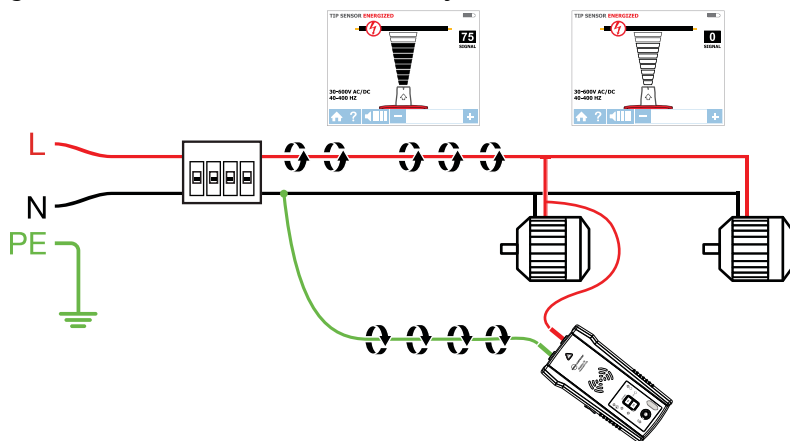 TIP SENSOR ENERGIZED
75
SIGNAL
30-600V AC/DC
40-400 HZ
?
−
+
TIP SENSOR ENERGIZED
0
SIGNAL
30-600V AC/DC
40-400 HZ
?
−
+
L
N
PE